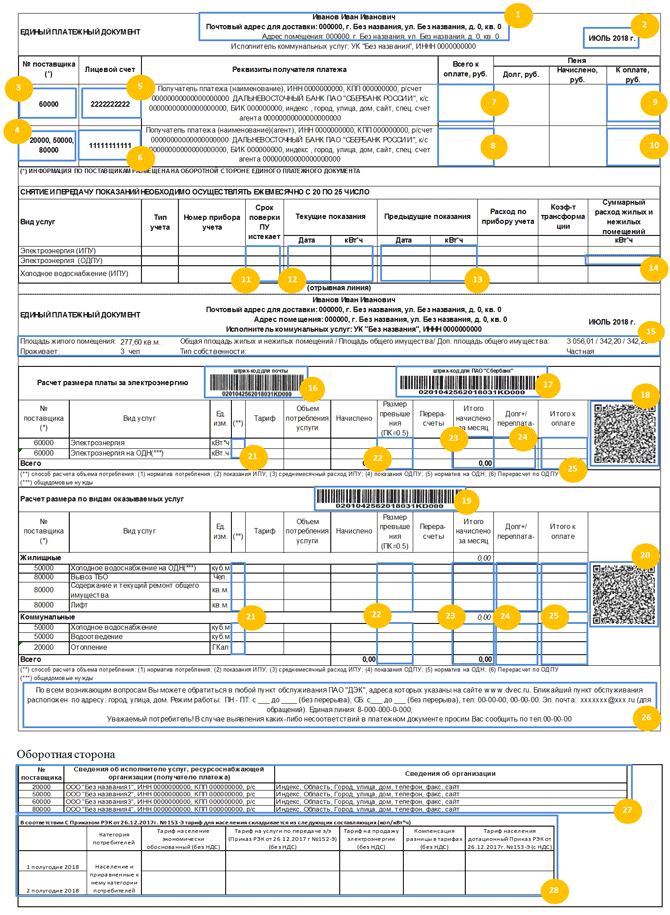 Иванов Иван Иванович
Почтовый адрес для доставки: 000000, г. Без названия, ул. Без названия, д. 0, кв. 0
ЕДИНЫЙ ПЛАТЕЖНЫЙ ДОКУМЕНТ
Адрес помещения: 000000, г. Без названия, ул. Без названия, д. 0, кв. 0
Исполнитель коммунальных услуг: УК "Без названия", ИННН 0000000000
ИЮЛЬ 2018 г.
1
2
№ поставщика (*)
Лицевой счет
Реквизиты получателя платежа
Всего к оплате, руб.
Пеня
Долг, руб.
Начислено, руб.
К оплате, руб.
3
5
60000
2222222222
Получатель платежа (наименование), ИНН 0000000000, КПП 000000000, р/счет
00000000000000000000 ДАЛЬНЕВОСТОЧНЫЙ БАНК ПАО "СБЕРБАНК РОССИИ", к/с
00000000000000000000, БИК 000000000, индекс , город, улица, дом, сайт, спец. счет
агента 00000000000000000000
7
9
4
6
20000, 50000, 80000
11111111111
Получатель платежа (наименование)(агент), ИНН 0000000000, КПП 000000000, р/счет
00000000000000000000 ДАЛЬНЕВОСТОЧНЫЙ БАНК ПАО "СБЕРБАНК РОССИИ", к/с
00000000000000000000, БИК 000000000, индекс , город, улица, дом, сайт, спец. счет
агента 00000000000000000000
8
10
(*) ИНФОРМАЦИЯ ПО ПОСТАВЩИКАМ РАЗМЕЩЕНА НА ОБОРОТНОЙ СТОРОНЕ ЕДИНОГО ПЛАТЕЖНОГО ДОКУМЕНТА
СНЯТИЕ И ПЕРЕДАЧУ ПОКАЗАНИЙ НЕОБХОДИМО ОСУЩЕСТВЛЯТЬ ЕЖЕМЕСЯЧНО С 20 ПО 25 ЧИСЛО
Вид услуг
Тип учета
Номер прибора учета
Срок поверки ПУ истекает
Текущие показания
Предыдущие показания
Расход по прибору учета
Коэф-т трансформа ции
Суммарный расход жилых и нежилых помещений
Дата
кВт*ч
Дата
кВт*ч
кВт*ч
Электроэнергия (ИПУ)
Электроэнергия (ОДПУ)
Холодное водоснабжение (ИПУ)
11
12
13
14
(отрывная линия)
Иванов Иван Иванович
Почтовый адрес для доставки: 000000, г. Без названия, ул. Без названия, д. 0, кв. 0
ЕДИНЫЙ ПЛАТЕЖНЫЙ ДОКУМЕНТ
Адрес помещения: 000000, г. Без названия, ул. Без названия, д. 0, кв. 0
ИЮЛЬ 2018 г.
Исполнитель коммунальных услуг: УК "Без названия", ИННН 0000000000
15
Площадь жилого помещения: 277,60 кв.м. Общая площадь жилых и нежилых помещений / Площадь общего имущества/ Доп. площадь общего имущества: 3 056,01 / 342,20 / 342,2
Проживает: 3 чел Тип собственности: Частная
штрих-код для почты
штрих-код для ПАО "Сбербанк"
Расчет размера платы за электроэнергию
0201042562018031KD000
0201042562018031KD000
16
17
18
№ поставщика (*)
Вид услуг
Ед. изм.
(**)
Тариф
Объем потребления услуги
Начислено
Размер превыше ния (ПК=0.5)
Перера- счеты
Итого начислено за месяц
Долг+/ переплата-
Итого к оплате
60000 Электроэнергия кВт*ч
60000 Электроэнергия на ОДН(***) кВт.ч
Всего 0,00 0,00
21
22
23
24
25
(**) способ расчета объема потребления: (1) норматив потребления; (2) показания ИПУ; (3) среднемесячный расход ИПУ; (4) показания ОДПУ; (5) норматив на ОДН; (6) Перерасчет по ОДПУ
(***) общедомовые нужды
Расчет размера по видам оказываемых услуг
0201042562018031KD000
19
№ поставщика (*)
Вид услуг
Ед. изм.
(**)
Тариф
Объем потребления услуги
Начислено
Размер превыше ния (ПК=0.5)
Перера- счеты
Итого начислено за месяц
Долг+/ переплата-
Итого к оплате
20
Жилищные 0,00
50000 Холодное водоснабжение на ОДН(***) куб.м
80000 Вывоз ТБО Чел.
80000 Содержание и текущий ремонт общего имущества кв. м.
80000 Лифт кв.м.
21
22
23
24
25
Коммунальные 0,00
50000 Холодное водоснабжение куб.м
50000 Водоотведение куб.м
20000 Отопление ГКал
Всего 0,00 0,00
(**) способ расчета объема потребления: (1) норматив потребления; (2) показания ИПУ; (3) среднемесячный расход ИПУ; (4) показания ОДПУ; (5) норматив на ОДН; (6) Перерасчет по ОДПУ
(***) общедомовые нужды
По всем возникающим вопросам Вы можете обратиться в любой пункт обслуживания ПАО "ДЭК", адреса которых указаны на сайте www.dvec.ru. Ближайший пункт обслуживания
расположен по адресу: город, улица, дом. Режим работы: ПН - ПТ: с ___ до ____ (без перерыва), СБ: с___ до ___ (без перерыва), тел: 00-00-00; 00-00-00. Эл. почта: xxxxxxx@xxx.ru (для
обращений). Единая линия: 8-000-000-0-000;
Уважаемый потребитель! В случае выявления каких-либо несоответствий в платежном документе просим Вас сообщить по тел.00-00-00
26
Оборотная сторона
№ поставщика
Сведения об исполнителе услуг, ресурсоснабжающей организации (получателе платежа)
Сведения об организации
20000 ООО "Без названия1", ИНН 0000000000, КПП 000000000, р/с Индекс, Область, Город, улица, дом, телефон, факс, сайт
50000 ООО "Без названия2", ИНН 0000000000, КПП 000000000, р/с Индекс, Область, Город, улица, дом, телефон, факс, сайт
60000 ООО "Без названия3", ИНН 0000000000, КПП 000000000, р/с Индекс, Область, Город, улица, дом, телефон, факс, сайт
80000 ООО "Без названия4", ИНН 0000000000, КПП 000000000, р/с Индекс, Область, Город, улица, дом, телефон, факс, сайт
27
В соответствии С Приказом РЭК от 26.12.2017г. №153-Э тариф для населения складывается из следующих составляющих (коп/кВт*ч)
Категория потребителей
Тариф население экономически обоснованный (без НДС)
Тариф на услуги по передаче э/э (Приказ РЭК от 26.12.2017 №152-Э) (без НДС)
Тариф на продажу электроэнергии (без НДС)
Компенсация разницы в тарифах (без НДС)
Тариф население дотационный Приказ РЭК от 26.12.2017г. №153-Э (с НДС)
1 полугодие 2018
2 полугодие 2018
Население и приравненные к нему категории потребителей
28